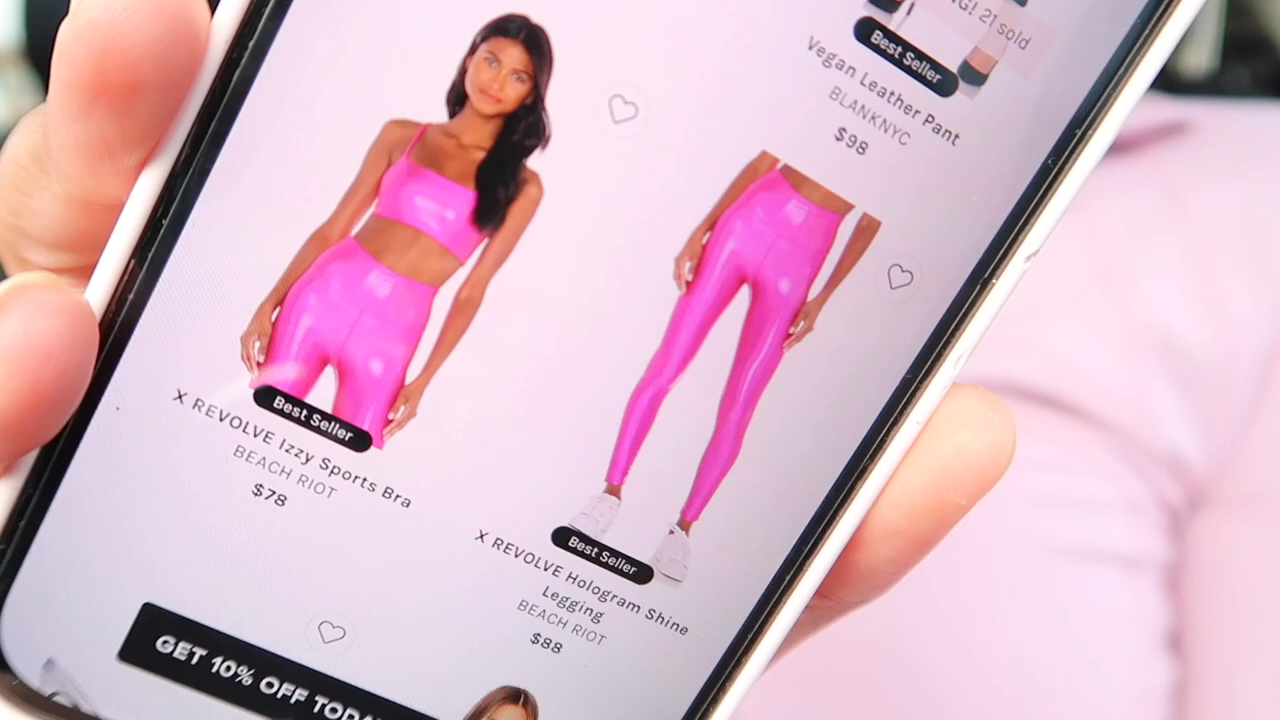 21 sold
Best Seller
Vegan Leather Pant
BLANKNYC
$98
Best Seller
X REVOLVE Izzy Sports Bra
BEACH RIOT
$78
Best Seller
X REVOLVE Hologram Shine
Legging
BEACH RIOT
$88
GET 10% OFF